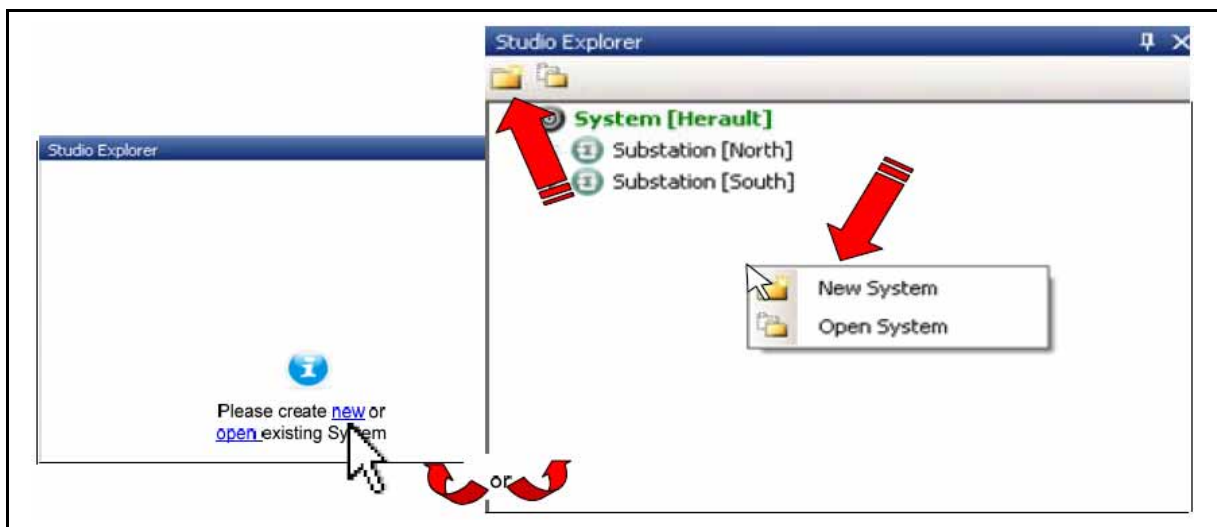 Studio Explorer
Please create new or
open existing System
or
Studio Explorer
System [Herault]
Substation [North]
Substation [South]
New System
Open System